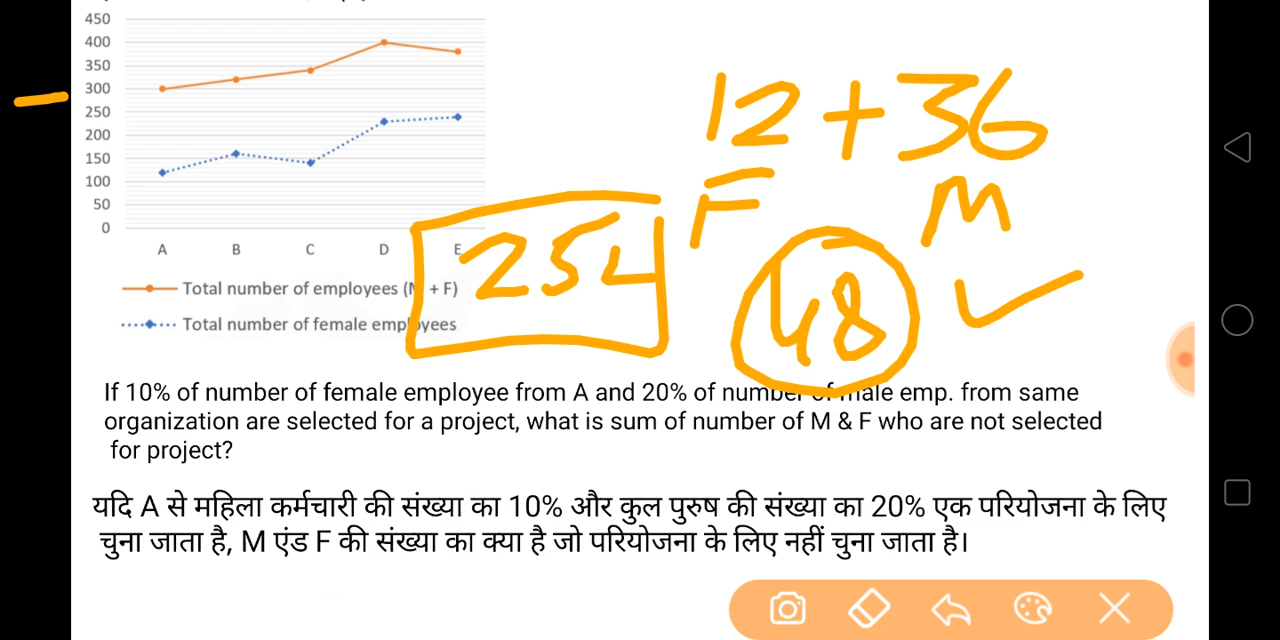 450
400
350
300
250
200
150
100
50
0
A B C D E
Total number of employees (M + F)
Total number of female employees
12 + 36
F M
254
48
If 10% of number of female employee from A and 20% of number of male emp. from same
organization are selected for a project, what is sum of number of M & F who are not selected
for project?
यदि A से महिला कर्मचारी की संख्या का 10% और कुल पुरुष की संख्या का 20% एक परियोजना के लिए
चुना जाता है, M एंड F की संख्या का क्या है जो परियोजना के लिए नहीं चुना जाता है।